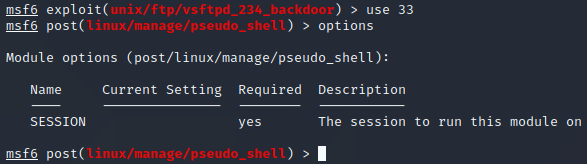 msf6 exploit(unix/ftp/vsftpd_234_backdoor) > use 33
msf6 post(linux/manage/pseudo_shell) > options
Module options (post/linux/manage/pseudo_shell):
Name     Current Setting  Required  Description
----     ---------------  --------  -----------
SESSION                   yes       The session to run this module on
msf6 post(linux/manage/pseudo_shell) >